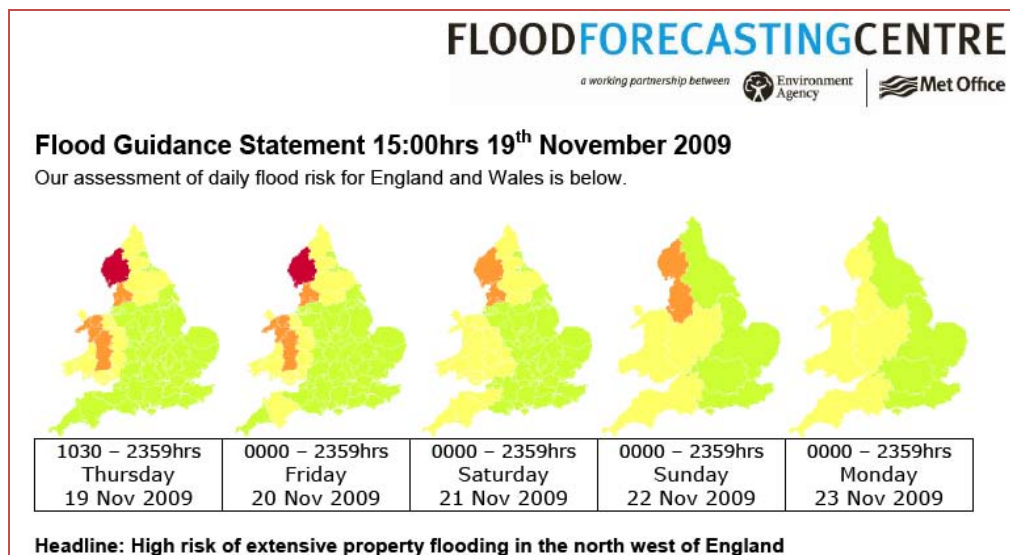 FLOODFORECASTINGCENTRE
a working partnership between
Environment
Agency
Met Office
Flood Guidance Statement 15:00hrs 19th November 2009
Our assessment of daily flood risk for England and Wales is below.
1030 – 2359hrs
Thursday
19 Nov 2009
0000 – 2359hrs
Friday
20 Nov 2009
0000 – 2359hrs
Saturday
21 Nov 2009
0000 – 2359hrs
Sunday
22 Nov 2009
0000 – 2359hrs
Monday
23 Nov 2009
Headline: High risk of extensive property flooding in the north west of England